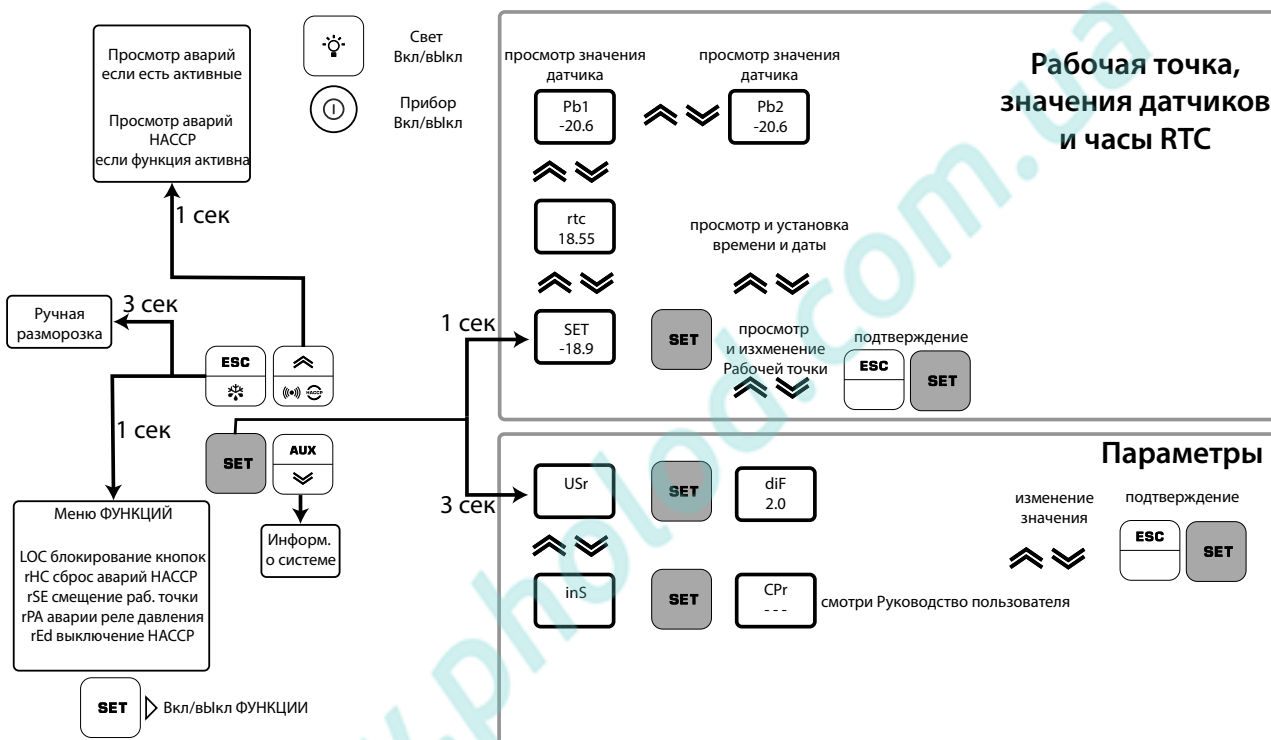 Просмотр аварий
если есть активные
Просмотр аварий
HACCP
если функция активна
1 сек
Свет
Вкл/вЫкл
Прибор
Вкл/вЫкл
3 сек
Ручная
разморозка
ESC
HACCP
1 сек
SET
AUX
Информ.
о системе
Меню ФУНКЦИЙ
LOC блокирование кнопок
rHC сброс аварий HACCP
rSE смещение раб. точки
rPA аварии реле давления
rEd выключение HACCP
SET
Вкл/вЫкл ФУНКЦИИ
1 сек
3 сек
Рабочая точка,
значения датчиков
и часы RTC
просмотр значения
датчика
просмотр значения
датчика
Pb1
-20.6
Pb2
-20.6
rtc
18.55
просмотр и установка
времени и даты
SET
-18.9
SET
просмотр
и изхменение
Рабочей точки
подтверждение
ESC
SET
Параметры
USr
SET
diF
2.0
изменение
значения
подтверждение
ESC
SET
inS
SET
CPr
---
смотри Руководство пользователя
www.pholod.com.ua